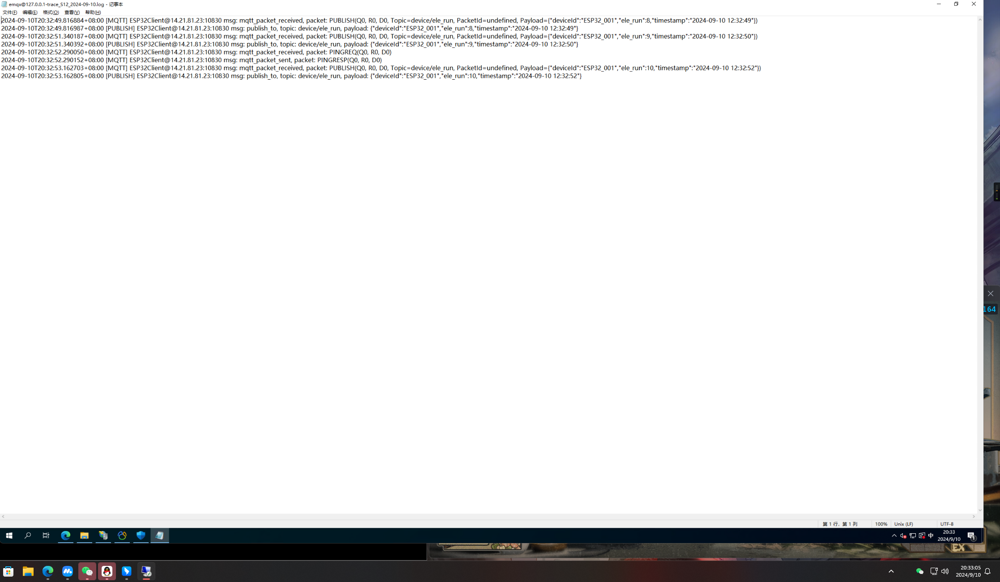 emqx@127.0.0.1-trace_S12_2024-09-10.log - 记事本
文件(F) 编辑(E) 格式(O) 查看(V) 帮助(H)
2024-09-10T20:32:49.816884+08:00 [MQTT] ESP32Client@14.21.81.23:10830 msg: mqtt_packet_received, packet: PUBLISH(Q0, R0, D0, Topic=device/ele_run, PacketId=undefined, Payload={"deviceId":"ESP32_001","ele_run":8,"timestamp":"2024-09-10 12:32:49"})
2024-09-10T20:32:49.816987+08:00 [PUBLISH] ESP32Client@14.21.81.23:10830 msg: publish_to, topic: device/ele_run, payload: {"deviceId":"ESP32_001","ele_run":8,"timestamp":"2024-09-10 12:32:49"}
2024-09-10T20:32:51.340187+08:00 [MQTT] ESP32Client@14.21.81.23:10830 msg: mqtt_packet_received, packet: PUBLISH(Q0, R0, D0, Topic=device/ele_run, PacketId=undefined, Payload={"deviceId":"ESP32_001","ele_run":9,"timestamp":"2024-09-10 12:32:50"})
2024-09-10T20:32:51.340392+08:00 [PUBLISH] ESP32Client@14.21.81.23:10830 msg: publish_to, topic: device/ele_run, payload: {"deviceId":"ESP32_001","ele_run":9,"timestamp":"2024-09-10 12:32:50"}
2024-09-10T20:32:52.290050+08:00 [MQTT] ESP32Client@14.21.81.23:10830 msg: mqtt_packet_received, packet: PINGREQ(Q0, R0, D0)
2024-09-10T20:32:52.290152+08:00 [MQTT] ESP32Client@14.21.81.23:10830 msg: mqtt_packet_sent, packet: PINGRESP(Q0, R0, D0)
2024-09-10T20:32:53.162703+08:00 [MQTT] ESP32Client@14.21.81.23:10830 msg: mqtt_packet_received, packet: PUBLISH(Q0, R0, D0, Topic=device/ele_run, PacketId=undefined, Payload={"deviceId":"ESP32_001","ele_run":10,"timestamp":"2024-09-10 12:32:52"})
2024-09-10T20:32:53.162805+08:00 [PUBLISH] ESP32Client@14.21.81.23:10830 msg: publish_to, topic: device/ele_run, payload: {"deviceId":"ESP32_001","ele_run":10,"timestamp":"2024-09-10 12:32:52"}
164
第 1 行，第 1 列 100% Unix (LF) UTF-8
中
20:33
2024/9/10
1
EX
20:33:05
2024/9/10